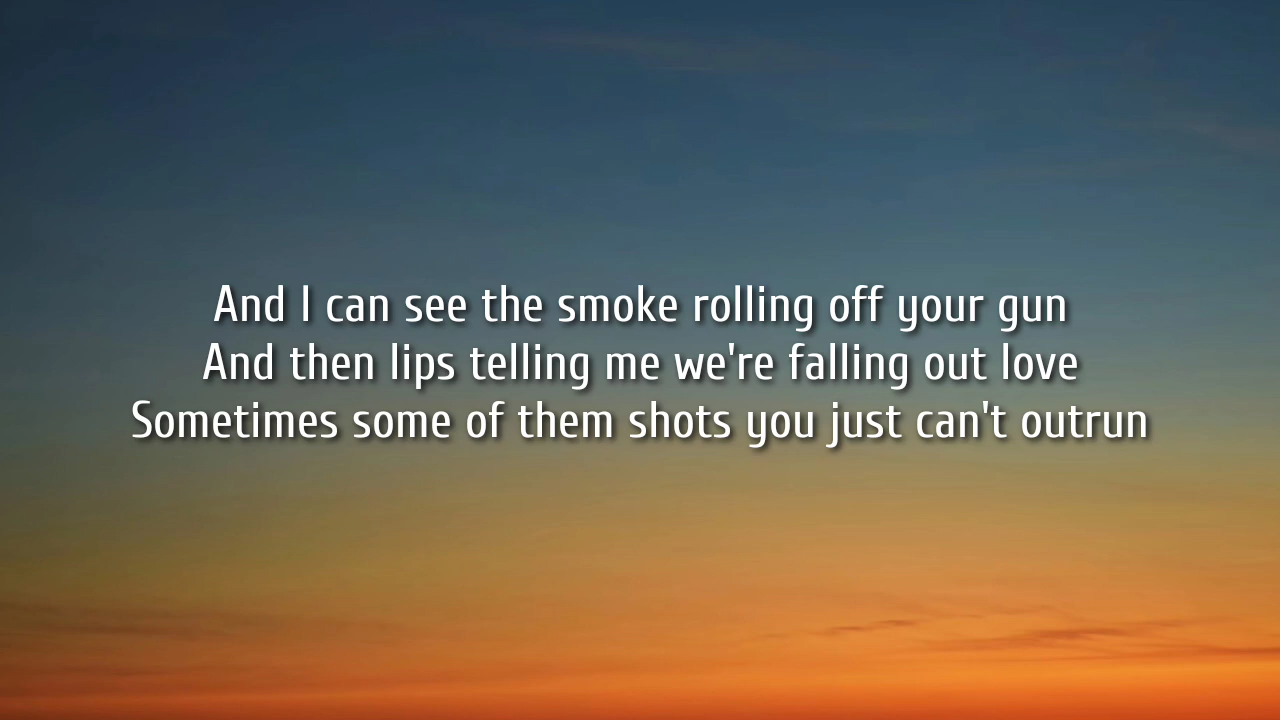 And I can see the smoke rolling off your gun
And then lips telling me we're falling out love
Sometimes some of them shots you just can't outrun